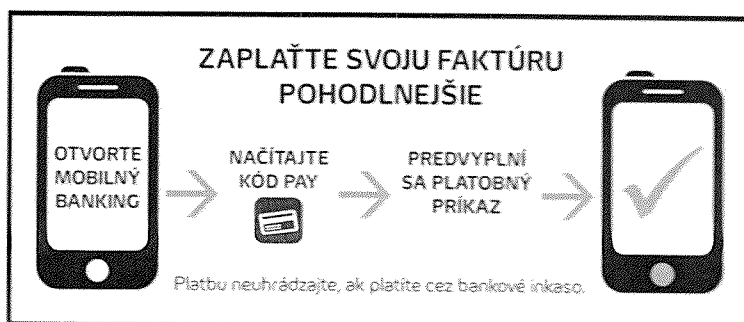 ZAPLAŤTE SVOJU FAKTÚRU
POHODLNEJŠIE
OTVORTE
MOBILNÝ
BANKING
NAČÍTAJTE
KÓD PAY
PREDVYPLNÍ
SA PLATOBNÝ
PRÍKAZ
Platbu neuhrádzajte, ak platíte cez bankové inkaso.